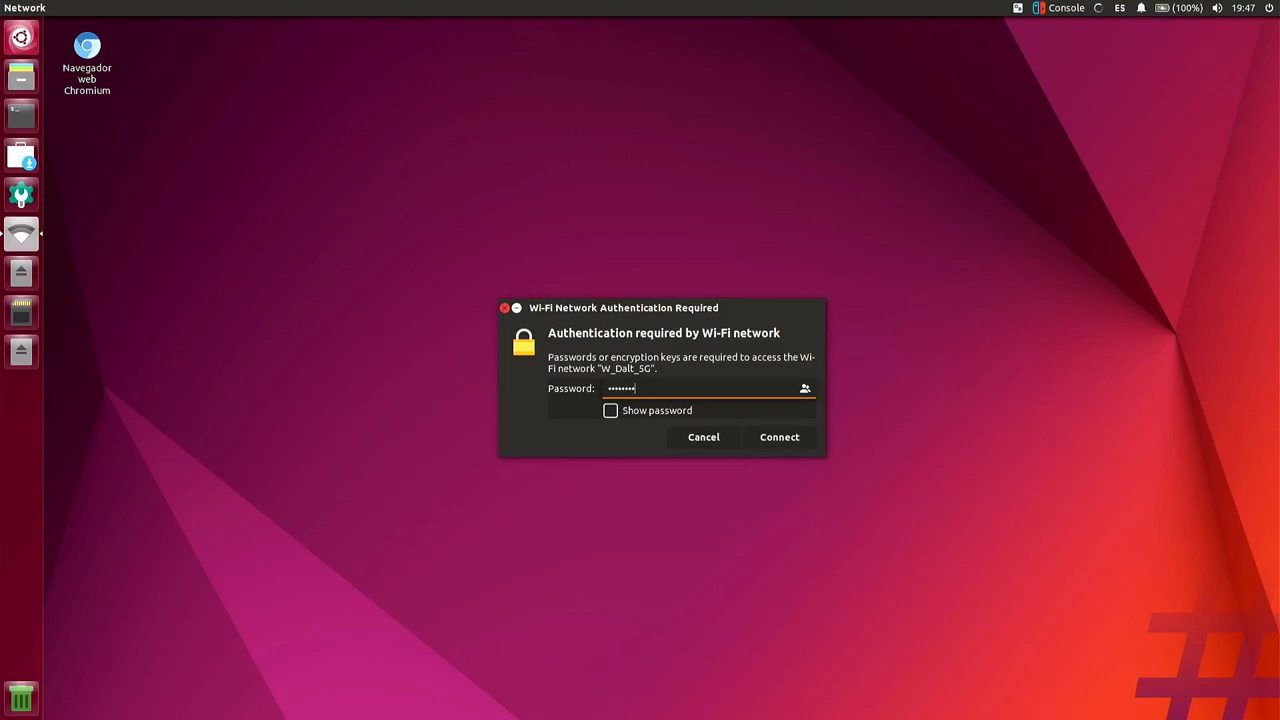 Network
Console
ES
(100%)
19:47
Navegador
web
Chromium
Wi-Fi Network Authentication Required
Authentication required by Wi-Fi network
Passwords or encryption keys are required to access the Wi-
Fi network "W_Dalt_5G".
Password: ••••••••
Show password
Cancel
Connect